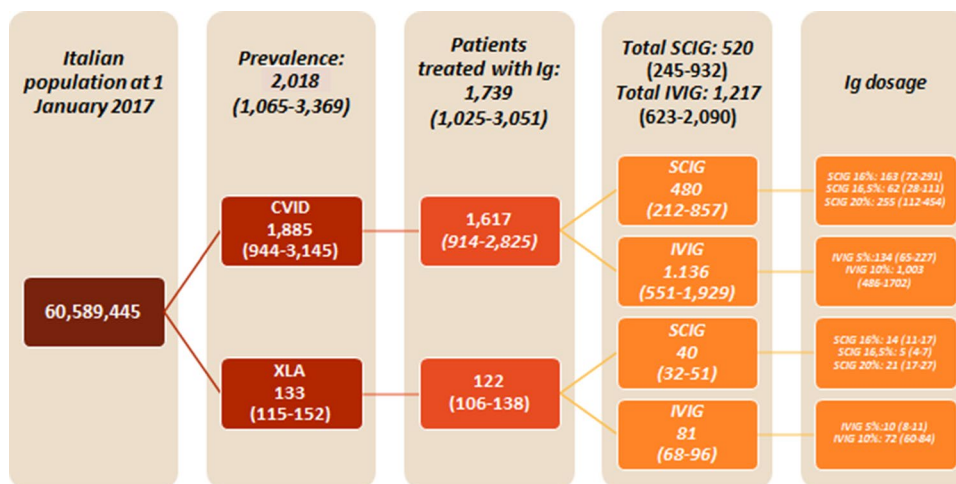 Italian
population at 1
January 2017
Prevalence:
2,018
(1,065-3,369)
Patients
treated with Ig:
1,739
(1,025-3,051)
Total SCIG: 520
(245-932)
Total IVIG: 1,217
(623-2,090)
Ig dosage
60,589,445
CVID
1,885
(944-3,145)
1,617
(914-2,825)
SCIG
480
(212-857)
SCIG 16%: 163 (72-291)
SCIG 16,5%: 62 (28-111)
SCIG 20%: 255 (112-454)
IVIG
1.136
(551-1,929)
IVIG 5%:134 (65-227)
IVIG 10%: 1,003
(486-1702)
XLA
133
(115-152)
122
(106-138)
SCIG
40
(32-51)
SCIG 16%: 14 (11-17)
SCIG 16,5%: 5 (4-7)
SCIG 20%: 21 (17-27)
IVIG
81
(68-96)
IVIG 5%:10 (8-11)
IVIG 10%: 72 (60-84)